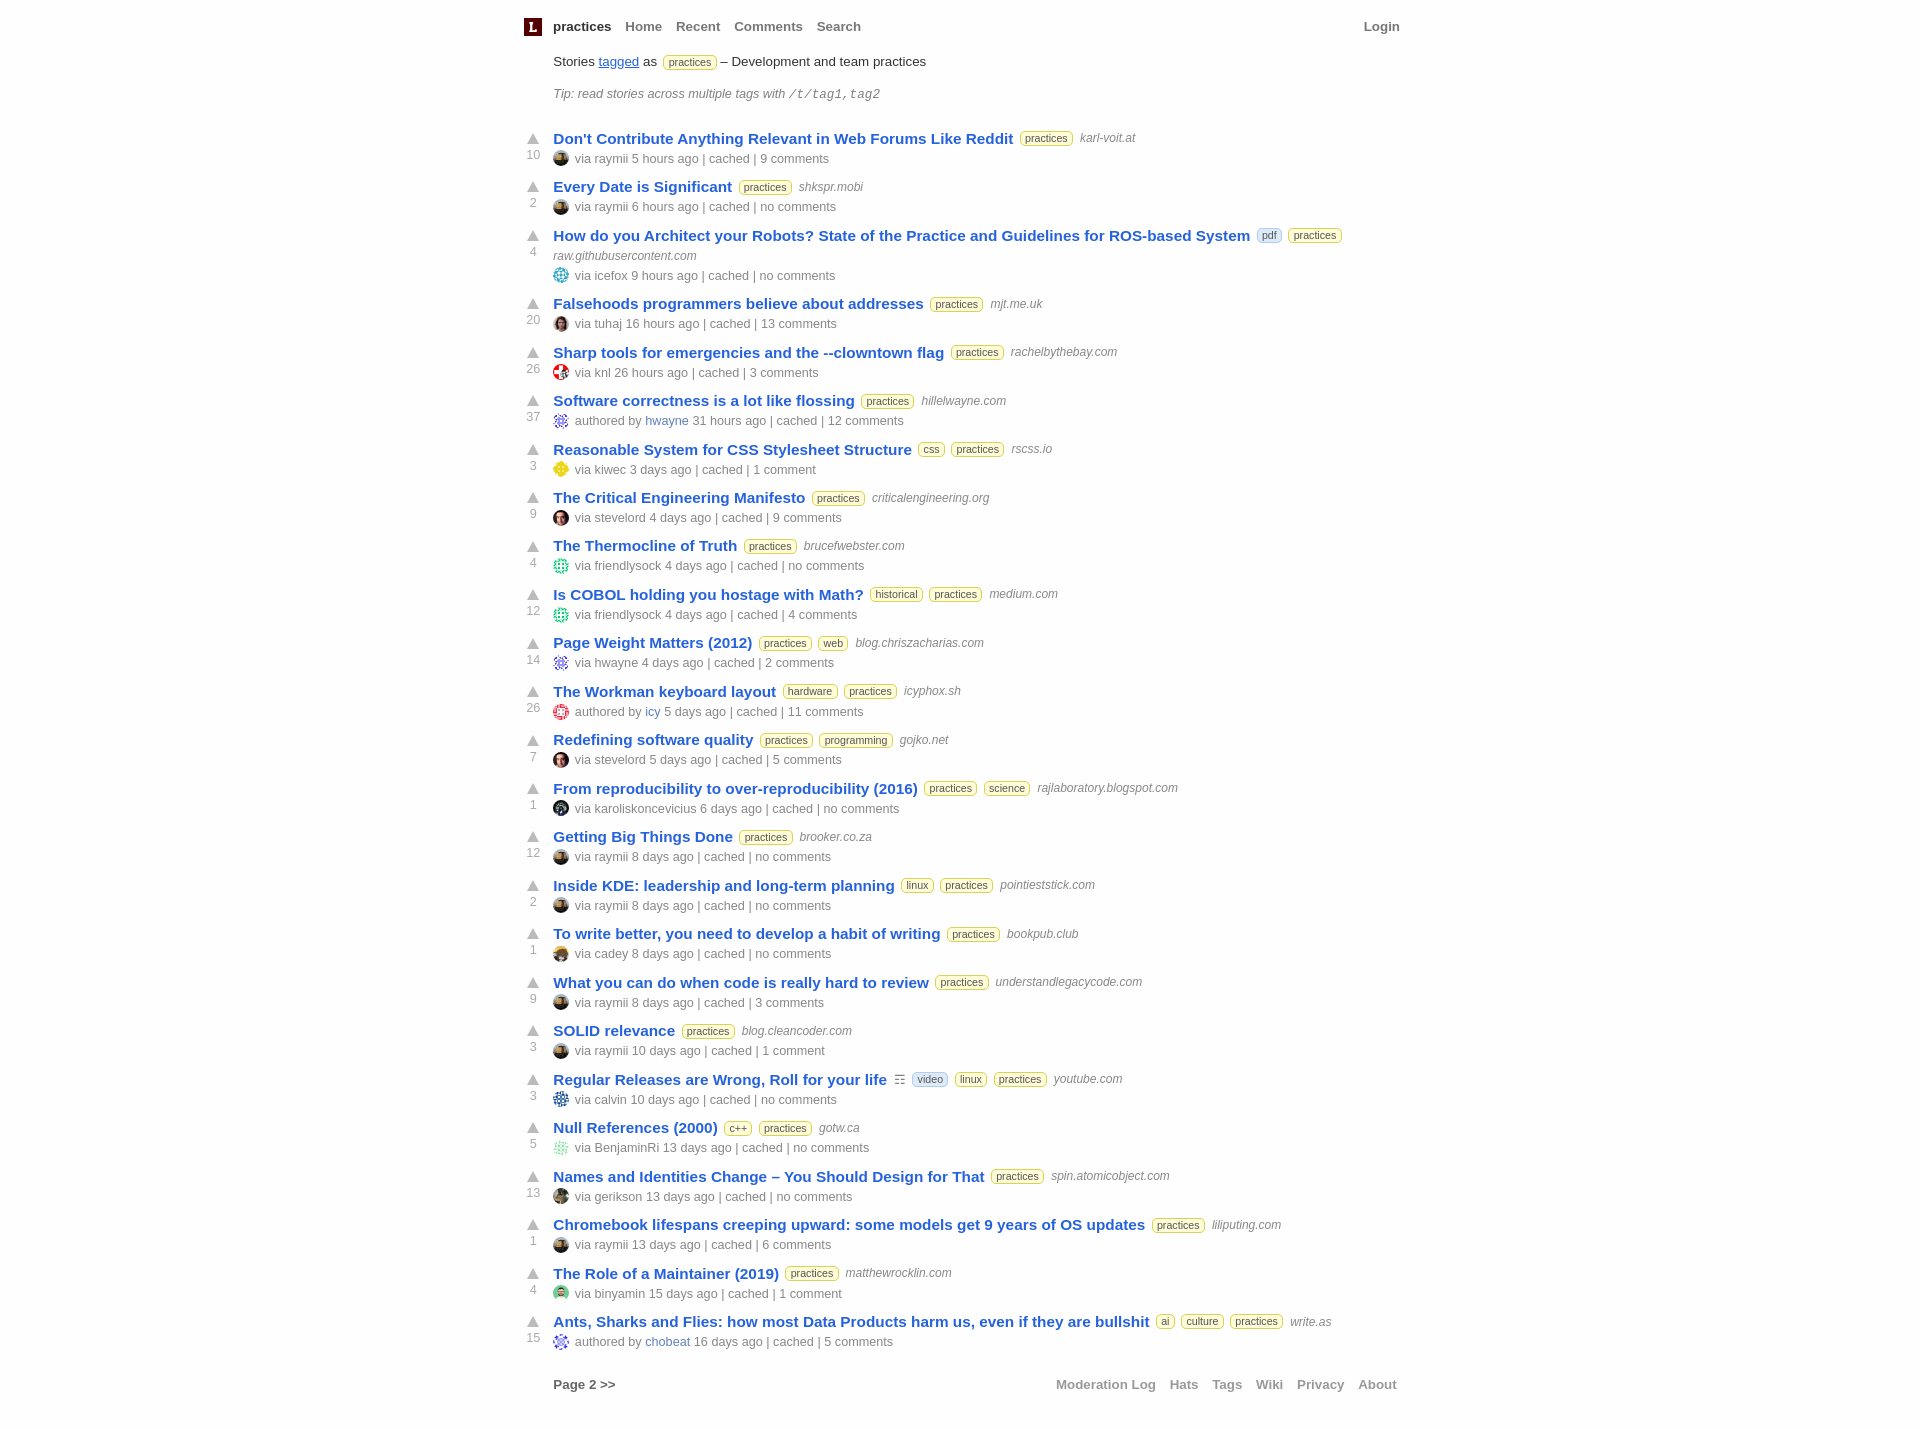 L practices Home Recent Comments Search Login
Stories tagged as practices – Development and team practices
Tip: read stories across multiple tags with /t/tag1,tag2
Don't Contribute Anything Relevant in Web Forums Like Reddit practices karl-voit.at
10 via raymii 5 hours ago | cached | 9 comments
Every Date is Significant practices shkspr.mobi
2 via raymii 6 hours ago | cached | no comments
How do you Architect your Robots? State of the Practice and Guidelines for ROS-based System pdf practices
4 raw.githubusercontent.com
via icefox 9 hours ago | cached | no comments
Falsehoods programmers believe about addresses practices mjt.me.uk
20 via tuhaj 16 hours ago | cached | 13 comments
Sharp tools for emergencies and the --clowntown flag practices rachelbythebay.com
26 via knl 26 hours ago | cached | 3 comments
Software correctness is a lot like flossing practices hillelwayne.com
37 authored by hwayne 31 hours ago | cached | 12 comments
Reasonable System for CSS Stylesheet Structure css practices rscss.io
3 via kiwec 3 days ago | cached | 1 comment
The Critical Engineering Manifesto practices criticalengineering.org
9 via stevelord 4 days ago | cached | 9 comments
The Thermocline of Truth practices brucefwebster.com
4 via friendlysock 4 days ago | cached | no comments
Is COBOL holding you hostage with Math? historical practices medium.com
12 via friendlysock 4 days ago | cached | 4 comments
Page Weight Matters (2012) practices web blog.chriszacharias.com
14 via hwayne 4 days ago | cached | 2 comments
The Workman keyboard layout hardware practices icyphox.sh
26 authored by icy 5 days ago | cached | 11 comments
Redefining software quality practices programming gojko.net
7 via stevelord 5 days ago | cached | 5 comments
From reproducibility to over-reproducibility (2016) practices science rajlaboratory.blogspot.com
1 via karoliskoncevicius 6 days ago | cached | no comments
Getting Big Things Done practices brooker.co.za
12 via raymii 8 days ago | cached | no comments
Inside KDE: leadership and long-term planning linux practices pointieststick.com
2 via raymii 8 days ago | cached | no comments
To write better, you need to develop a habit of writing practices bookpub.club
1 via cadey 8 days ago | cached | no comments
What you can do when code is really hard to review practices understandlegacycode.com
9 via raymii 8 days ago | cached | 3 comments
SOLID relevance practices blog.cleancoder.com
3 via raymii 10 days ago | cached | 1 comment
Regular Releases are Wrong, Roll for your life ☶ video linux practices youtube.com
3 via calvin 10 days ago | cached | no comments
Null References (2000) c++ practices gotw.ca
5 via BenjaminRi 13 days ago | cached | no comments
Names and Identities Change – You Should Design for That practices spin.atomicobject.com
13 via gerikson 13 days ago | cached | no comments
Chromebook lifespans creeping upward: some models get 9 years of OS updates practices liliputing.com
1 via raymii 13 days ago | cached | 6 comments
The Role of a Maintainer (2019) practices matthewrocklin.com
4 via binyamin 15 days ago | cached | 1 comment
Ants, Sharks and Flies: how most Data Products harm us, even if they are bullshit ai culture practices write.as
15 authored by chobeat 16 days ago | cached | 5 comments
Page 2 >> Moderation Log Hats Tags Wiki Privacy About